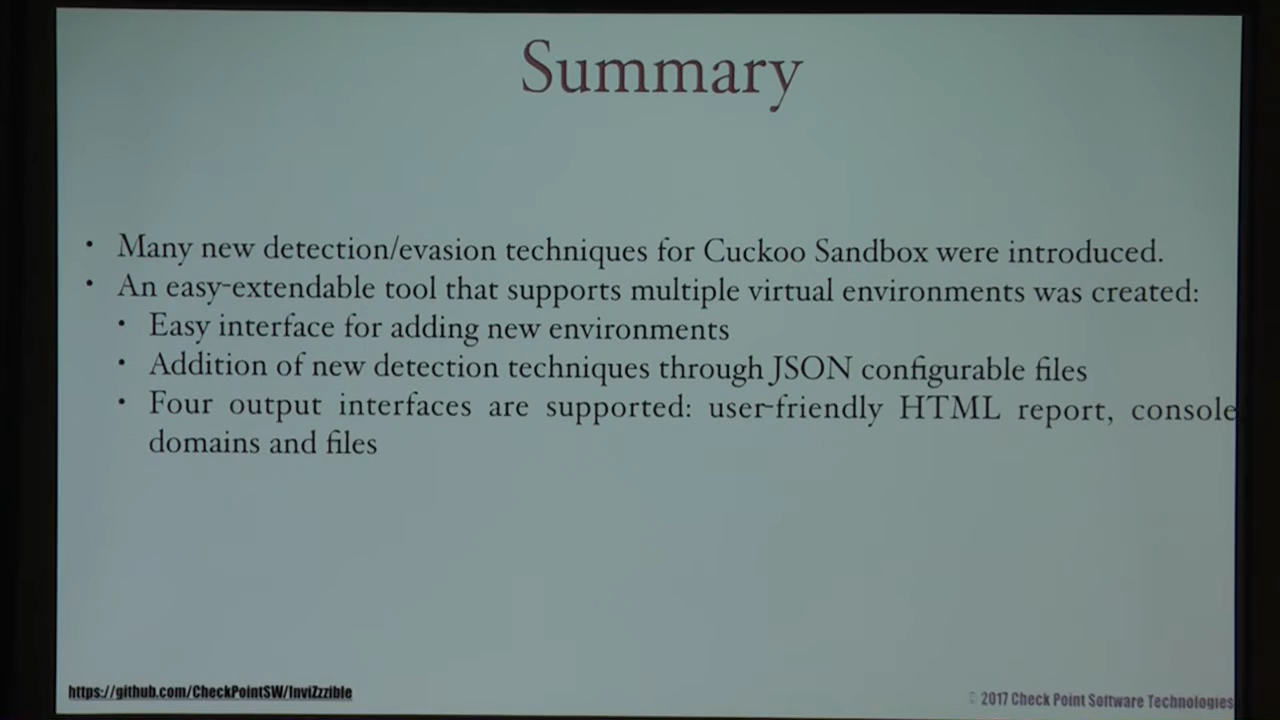 Summary
• Many new detection/evasion techniques for Cuckoo Sandbox were introduced.
• An easy-extendable tool that supports multiple virtual environments was created:
• Easy interface for adding new environments
• Addition of new detection techniques through JSON configurable files
• Four output interfaces are supported: user-friendly HTML report, console
domains and files
https://github.com/CheckPointSW/InviZzzible
© 2017 Check Point Software Technologies